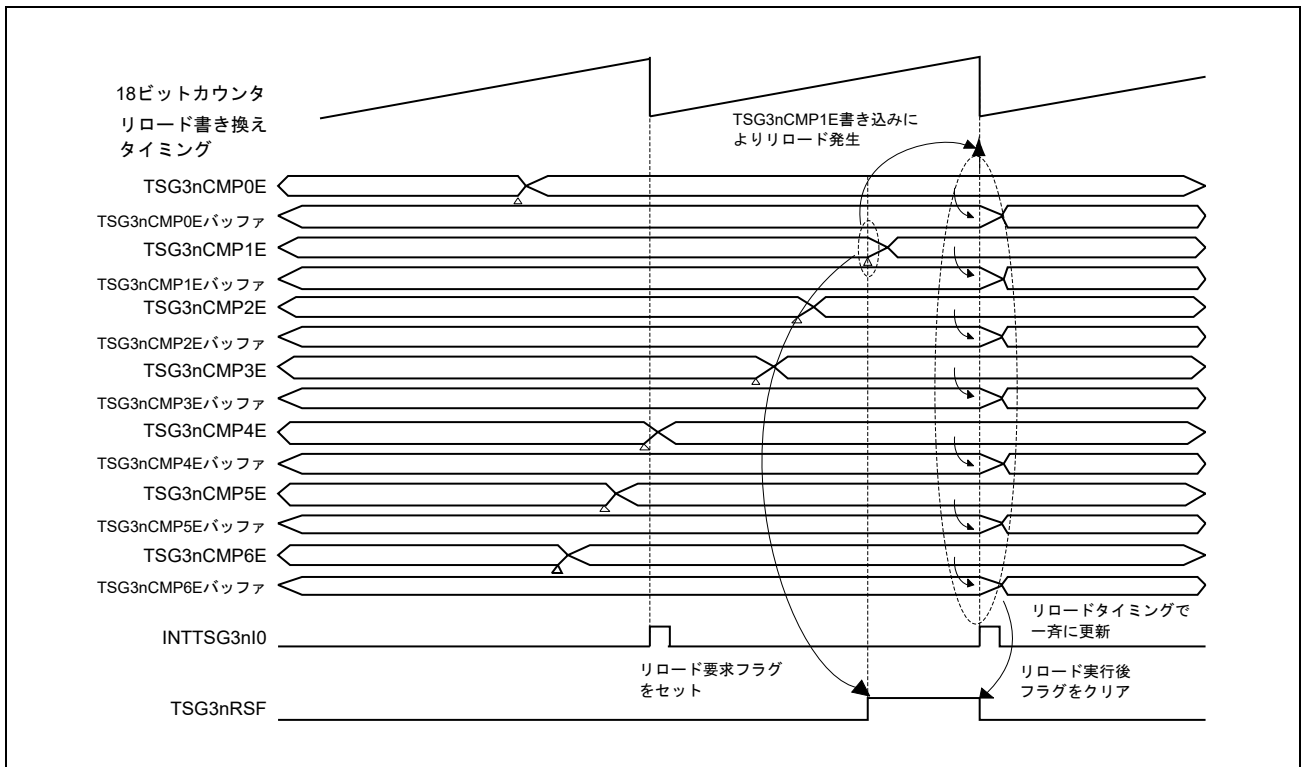 18ビットカウンタ
リロード書き換え
タイミング
TSG3nCMP1E書き込みに
よりリロード発生
TSG3nCMP0E
TSG3nCMP0Eバッファ
TSG3nCMP1E
TSG3nCMP1Eバッファ
TSG3nCMP2E
TSG3nCMP2Eバッファ
TSG3nCMP3E
TSG3nCMP3Eバッファ
TSG3nCMP4E
TSG3nCMP4Eバッファ
TSG3nCMP5E
TSG3nCMP5Eバッファ
TSG3nCMP6E
TSG3nCMP6Eバッファ
リロードタイミングで
一斉に更新
INTTSG3nI0
リロード要求フラグ
をセット
リロード実行後
フラグをクリア
TSG3nRSF